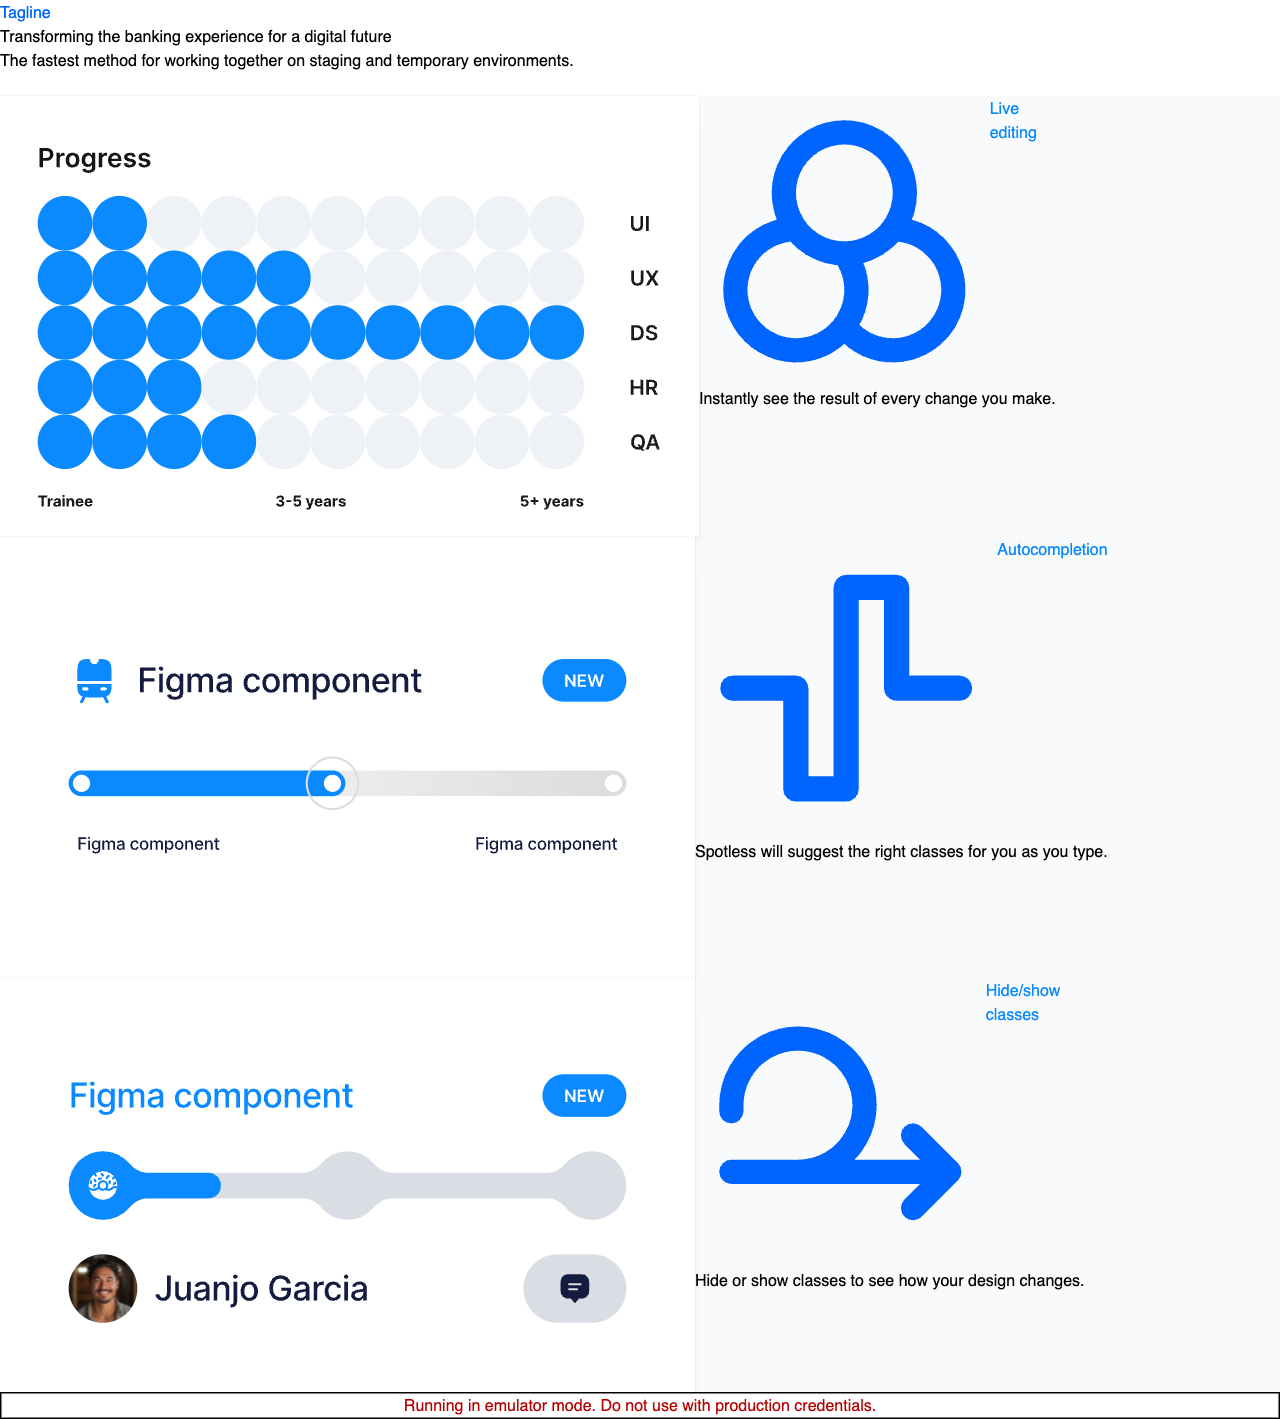 Tagline
Transforming the banking experience for a digital future
The fastest method for working together on staging and temporary environments.
Progress
UI
UX
DS
HR
QA
Trainee
3-5 years
5+ years
Live
editing
Instantly see the result of every change you make.
Figma component
NEW
Figma component
Figma component
Autocompletion
Spotless will suggest the right classes for you as you type.
Figma component
NEW
Juanjo Garcia
Hide/show
classes
Hide or show classes to see how your design changes.
Running in emulator mode. Do not use with production credentials.